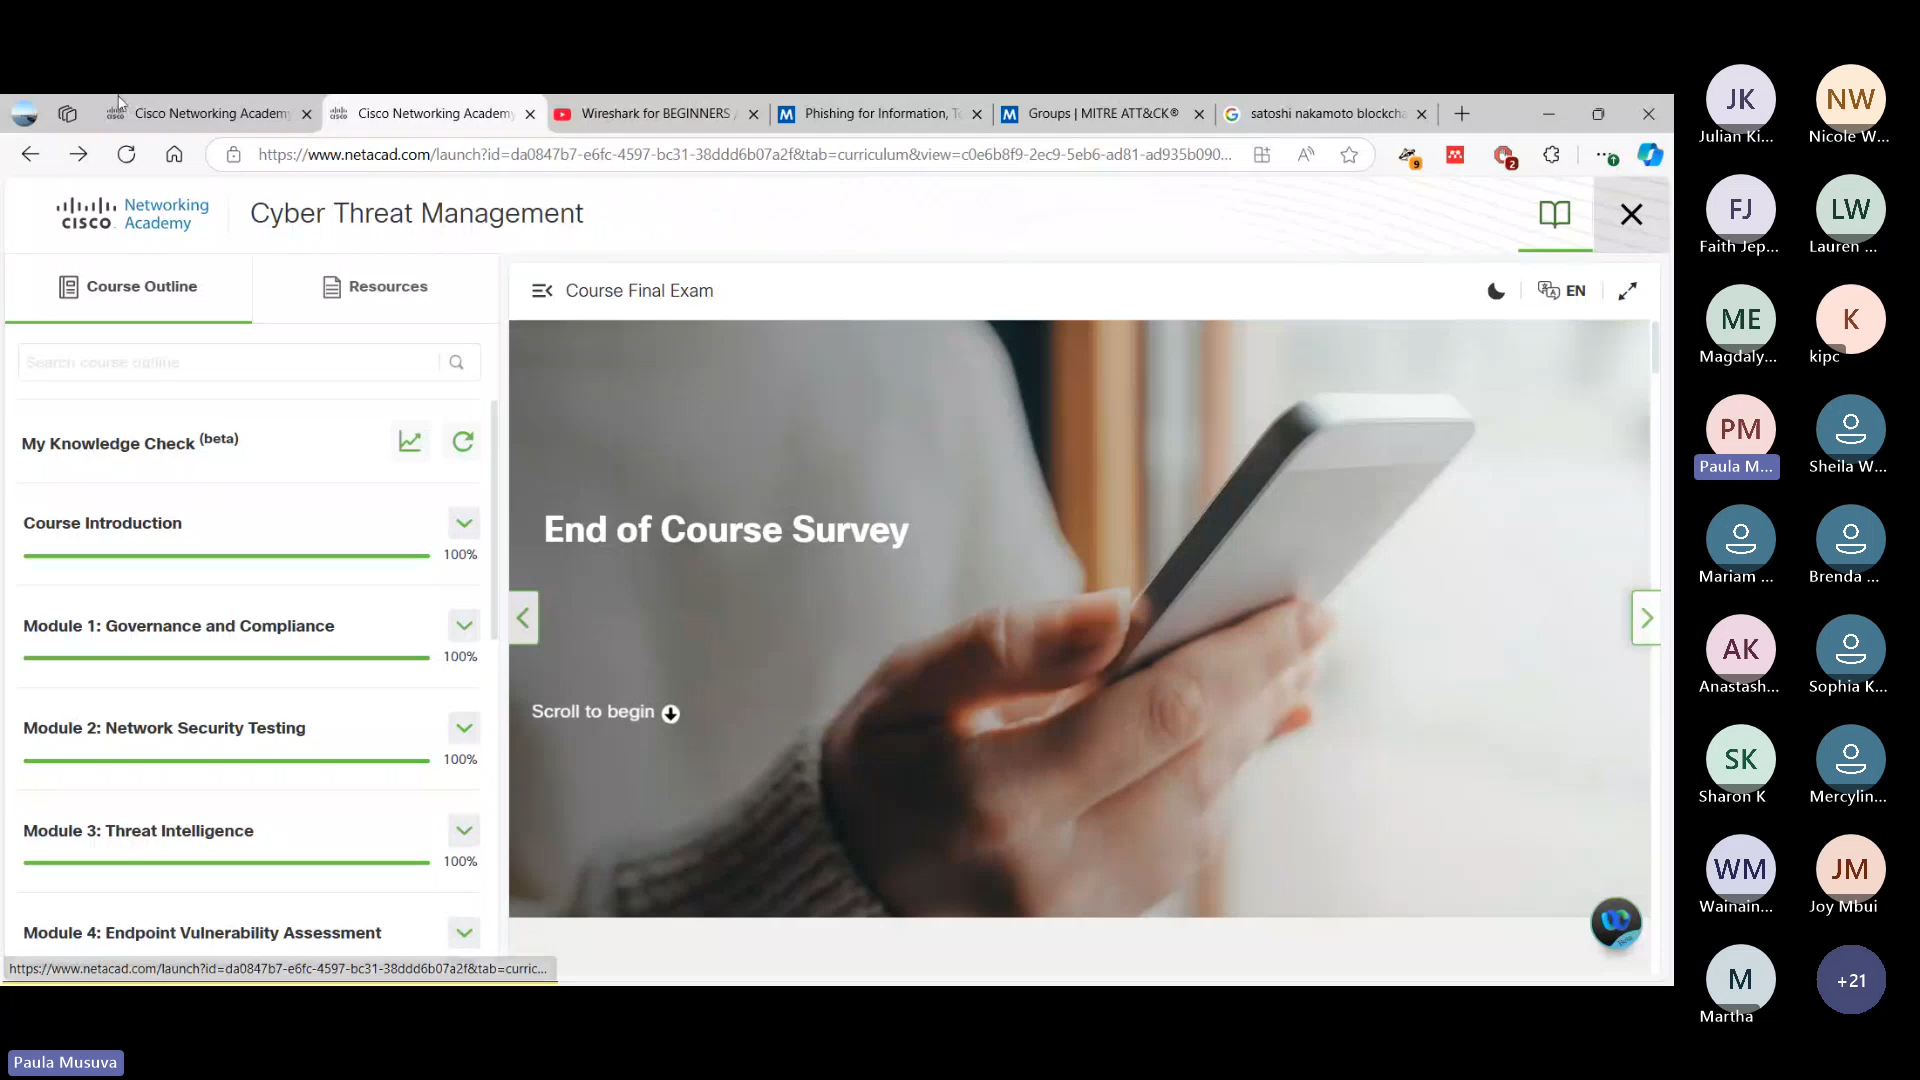 Cisco Networking Academy
Cisco Networking Academy
Wireshark for BEGINNERS
Phishing for Information, T
Groups | MITRE ATT&CK®
satoshi nakamoto blockcha
https://www.netacad.com/launch?id=da0847b7-e6fc-4597-bc31-38ddd6b07a2f&tab=curriculum&view=c0e6b8f9-2ec9-5eb6-ad81-ad935b090...
9
2
CISCO Networking Academy
Cyber Threat Management
Course Outline
Resources
Course Final Exam
EN
Search course outline
My Knowledge Check (beta)
Course Introduction
100%
Module 1: Governance and Compliance
100%
Module 2: Network Security Testing
100%
Module 3: Threat Intelligence
100%
Module 4: Endpoint Vulnerability Assessment
End of Course Survey
Scroll to begin
https://www.netacad.com/launch?id=da0847b7-e6fc-4597-bc31-38ddd6b07a2f&tab=curric...
JK
Julian Ki...
NW
Nicole W...
FJ
Faith Jep...
LW
Lauren ...
ME
Magdaly...
K
kipc
PM
Paula M...
Sheila W...
Mariam ...
Brenda ...
AK
Anastash...
Sophia K...
SK
Sharon K
Mercylin...
WM
Wainain...
JM
Joy Mbui
M
Martha
+21
Paula Musuva